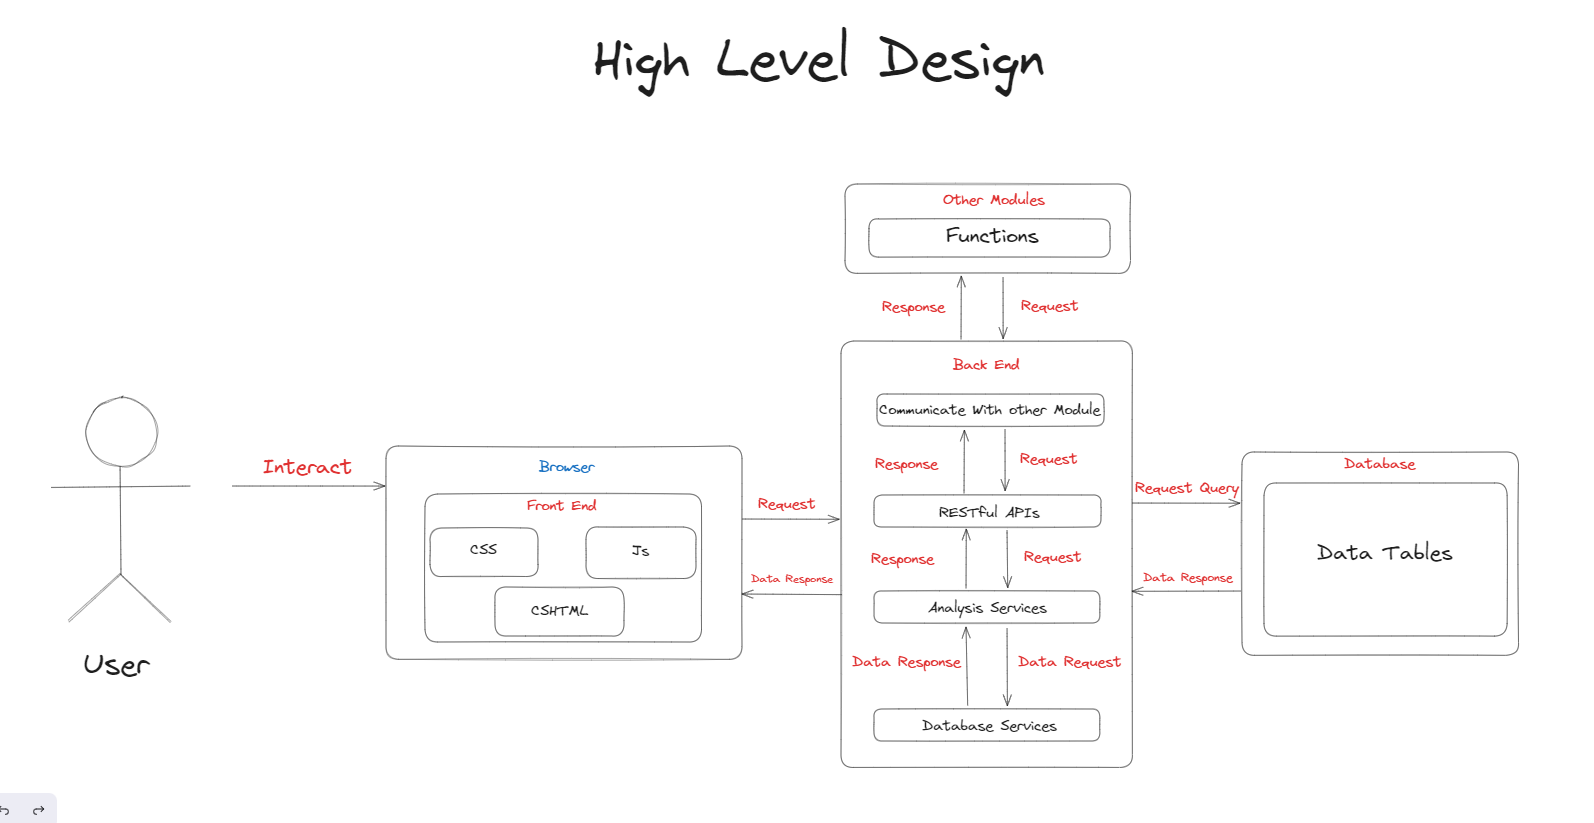 High Level Design
Other Modules
Functions
Response
Request
Back End
Communicate With other Module
Response
Request
RESTful APIs
Response
Request
Analysis Services
Data Response
Data Request
Database Services
Interact
User
Browser
Front End
CSS
Js
CSHTML
Request
Data Response
Request Query
Data Response
Database
Data Tables